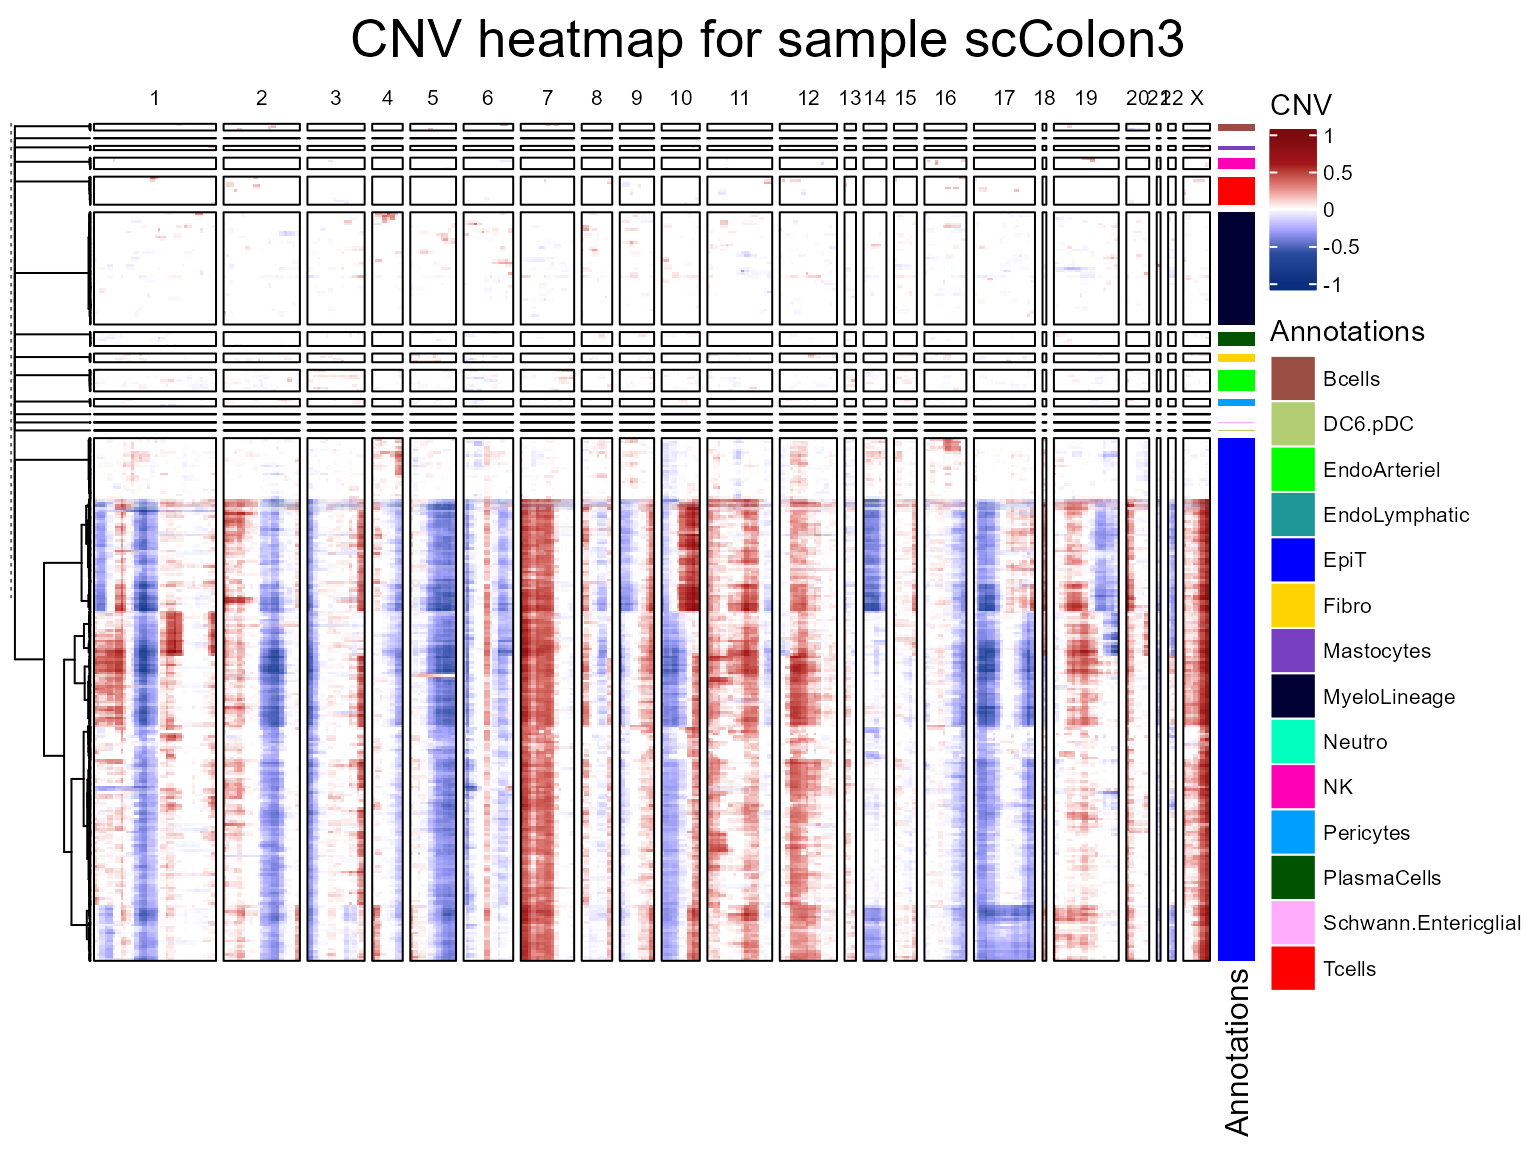 CNV heatmap for sample scColon3
1 2 3 4 5 6 7 8 9 10 11 12 13 14 15 16 17 18 19 20 21 22 X
CNV
1
0.5
0
-0.5
-1
Annotations
Bcells
DC6.pDC
EndoArteriel
EndoLymphatic
EpiT
Fibro
Mastocytes
MyeloLineage
Neutro
NK
Pericytes
PlasmaCells
Schwann.Entericglial
Tcells
Annotations